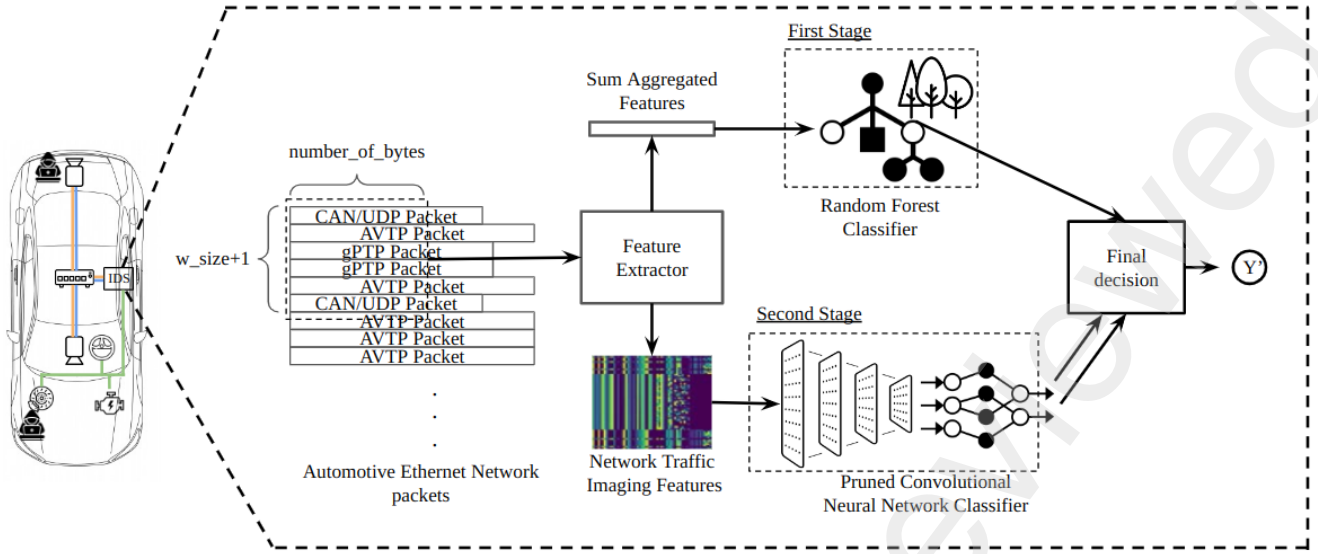 First Stage
Sum Aggregated
Features
number_of_bytes
CAN/UDP Packet
AVTP Packet
gPTP Packet
gPTP Packet
AVTP Packet
CAN/UDP Packet
AVTP Packet
AVTP Packet
AVTP Packet
w_size+1
IDS
.
.
.
Automotive Ethernet Network
packets
Feature
Extractor
Random Forest
Classifier
Final
decision
Y'
Second Stage
Network Traffic
Imaging Features
Pruned Convolutional
Neural Network Classifier